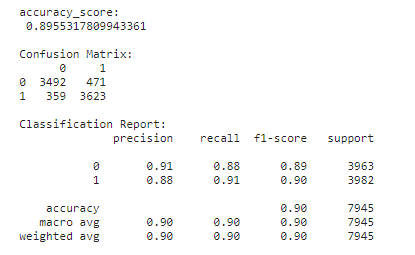 accuracy_score:
0.8955317809943361
Confusion Matrix:
0 1
0 3492 471
1 359 3623
Classification Report:
precision recall f1-score support
0 0.91 0.88 0.89 3963
1 0.88 0.91 0.90 3982
accuracy 0.90 7945
macro avg 0.90 0.90 0.90 7945
weighted avg 0.90 0.90 0.90 7945